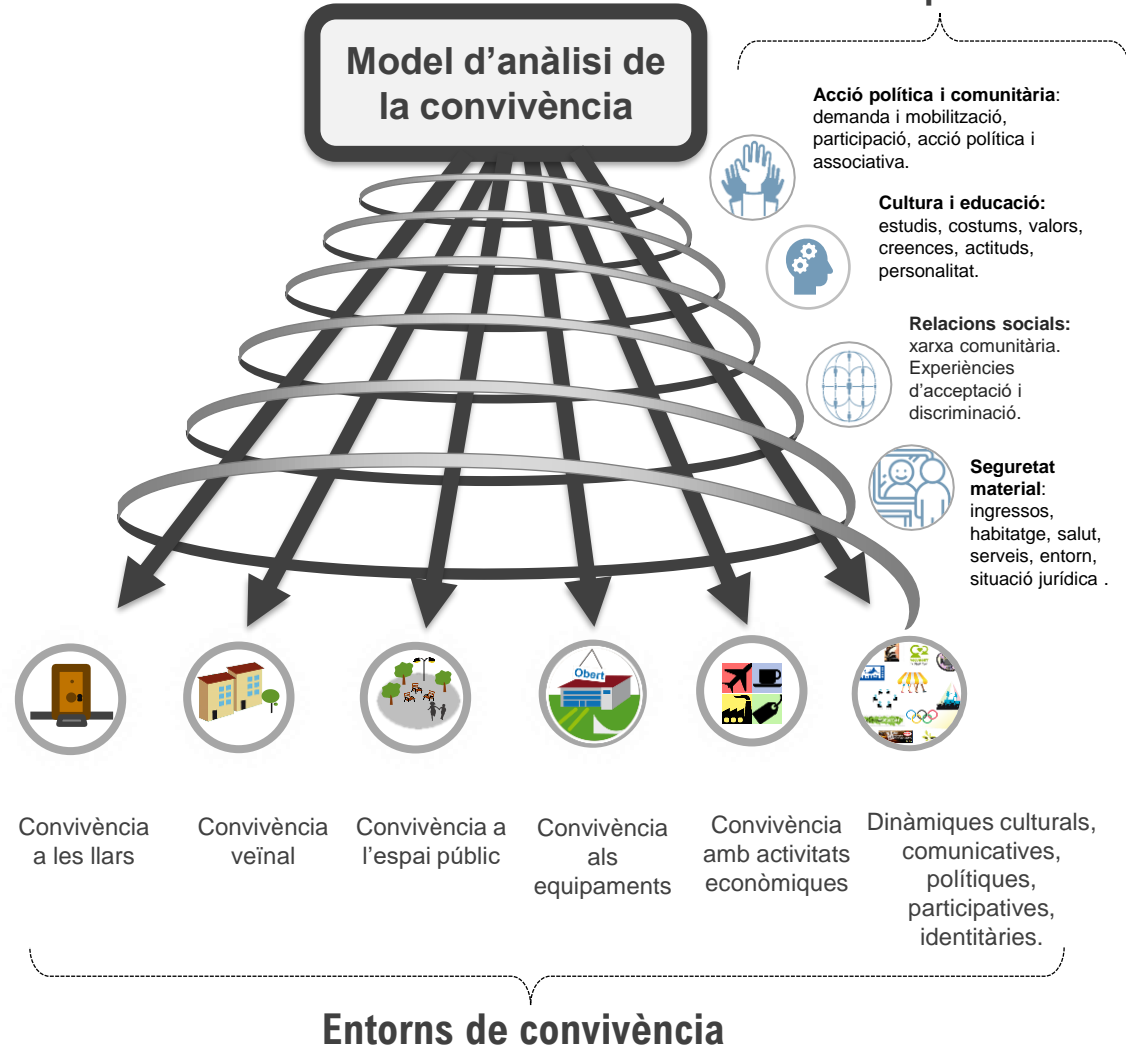 Model d’anàlisi de
la convivència
Acció política i comunitària:
demanda i mobilització,
participació, acció política i
associativa.
Cultura i educació:
estudis, costums, valors,
creences, actituds,
personalitat.
Relacions socials:
xarxa comunitària.
Experiències
d’acceptació i
discriminació.
Seguretat
material:
ingressos,
habitatge, salut,
serveis, entorn,
situació jurídica .
Obert
Convivència
a les llars
Convivència
veïnal
Convivència a
l’espai públic
Convivència
als
equipaments
Convivència
amb activitats
econòmiques
Dinàmiques culturals,
comunicatives,
polítiques,
participatives,
identitàries.
Entorns de convivència